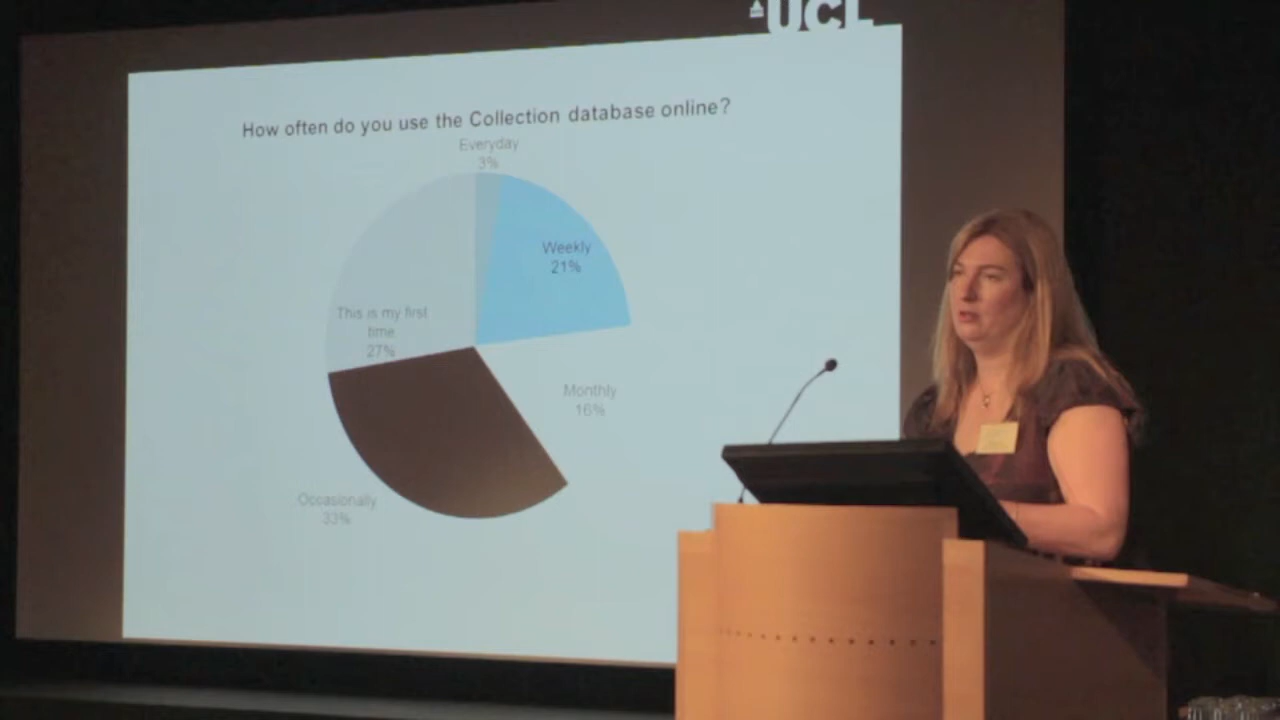 UCL
How often do you use the Collection database online?
Everyday
3%
Weekly
21%
This is my first
time
27%
Monthly
16%
Occasionally
33%